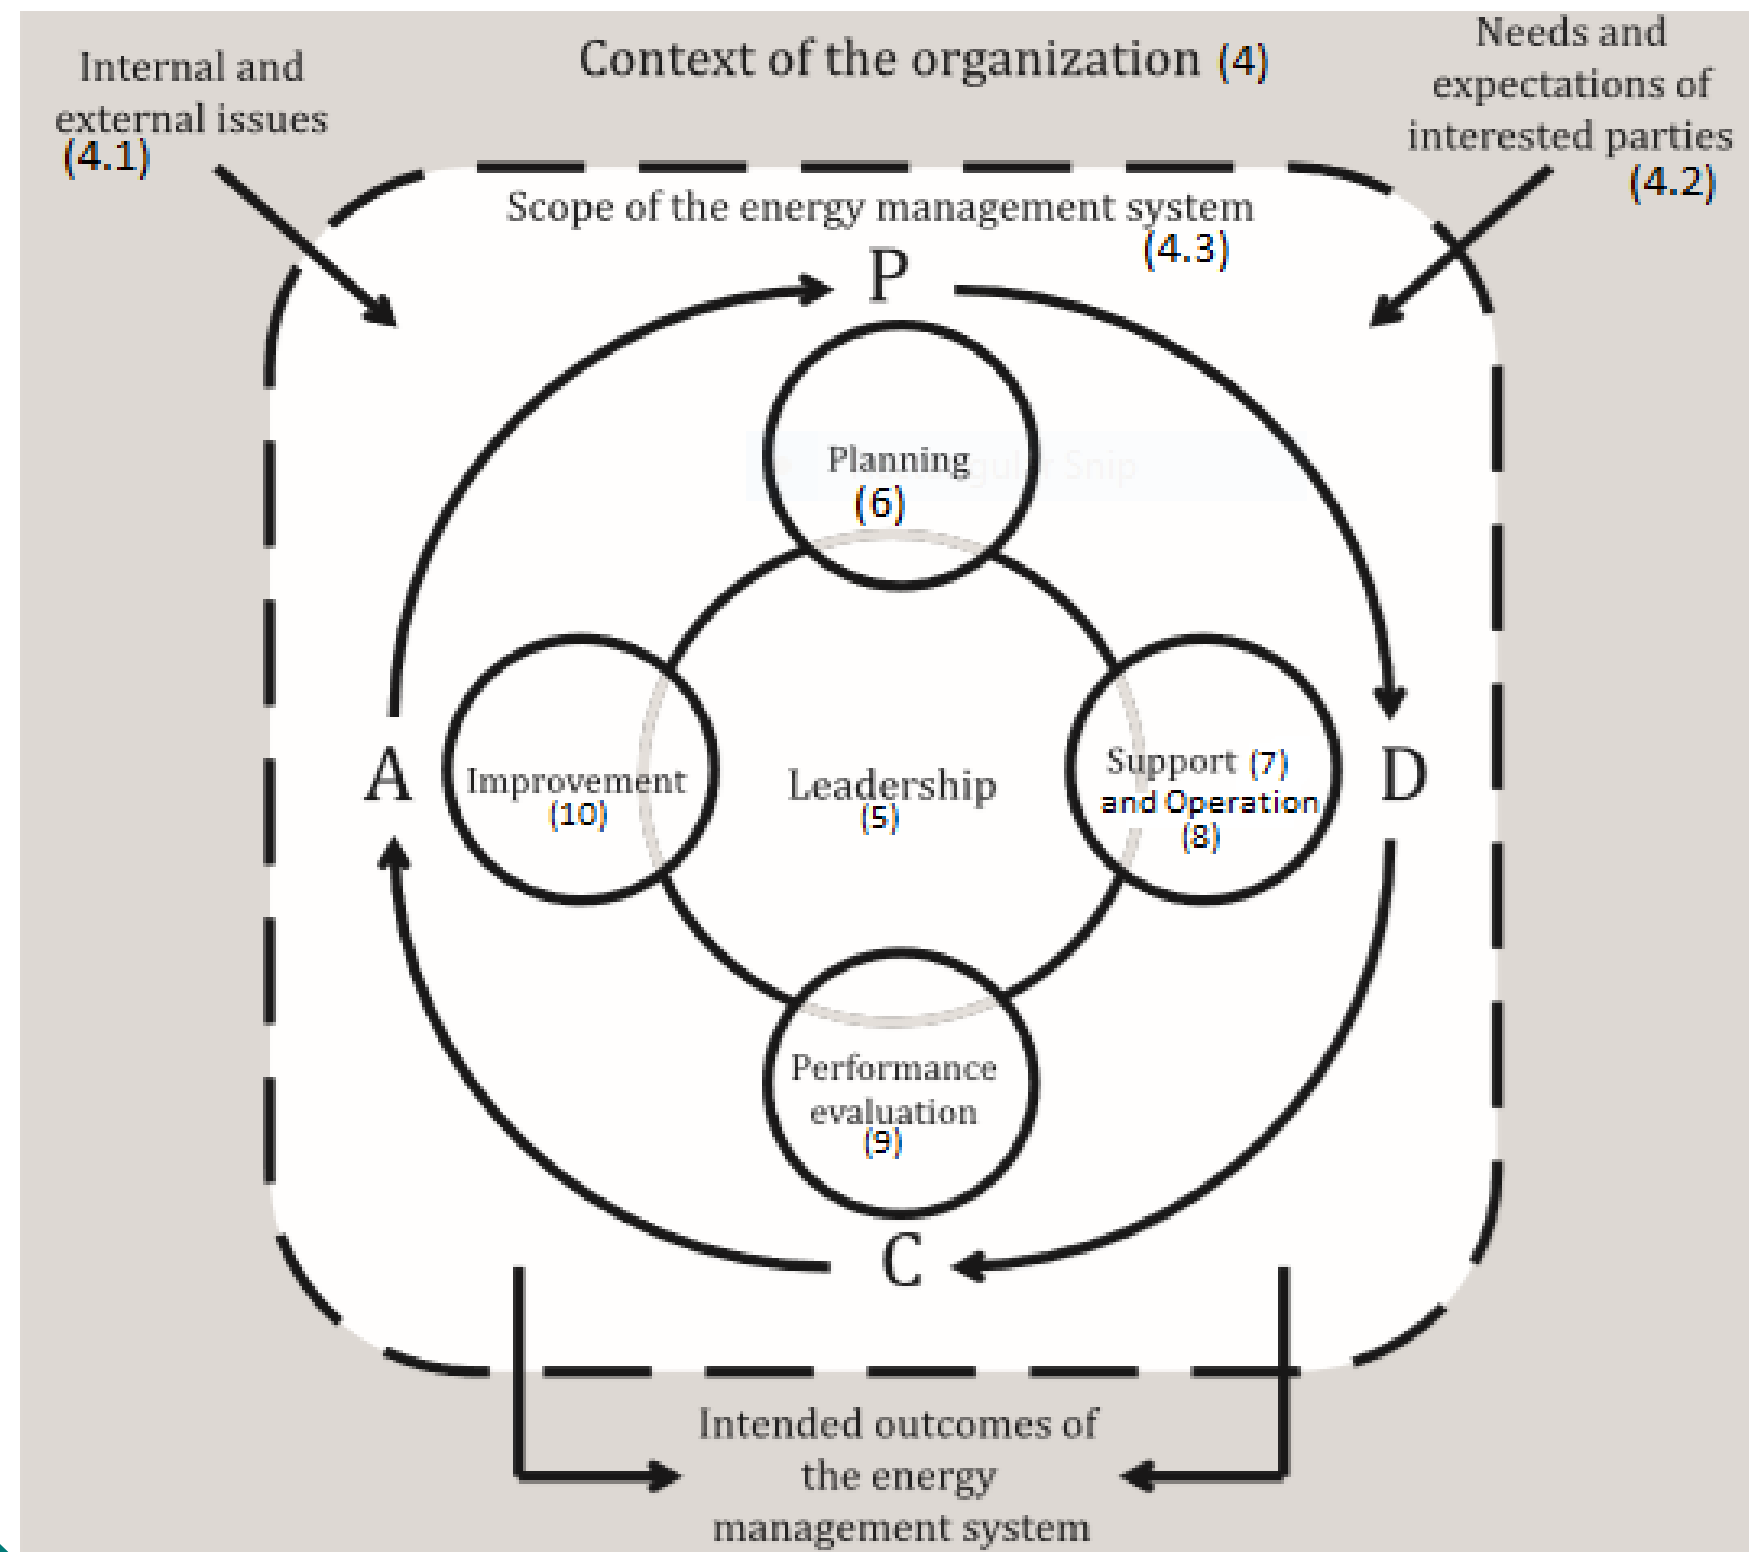 Internal and
external issues
(4.1)
Context of the organization (4)
Needs and
expectations of
interested parties
(4.2)
Scope of the energy management system
(4.3)
P
Planning
(6)
Snip
A
Improvement
(10)
Leadership
(5)
Support (7)
and Operation
(8)
D
Performance
evaluation
(9)
C
Intended outcomes of
the energy
management system